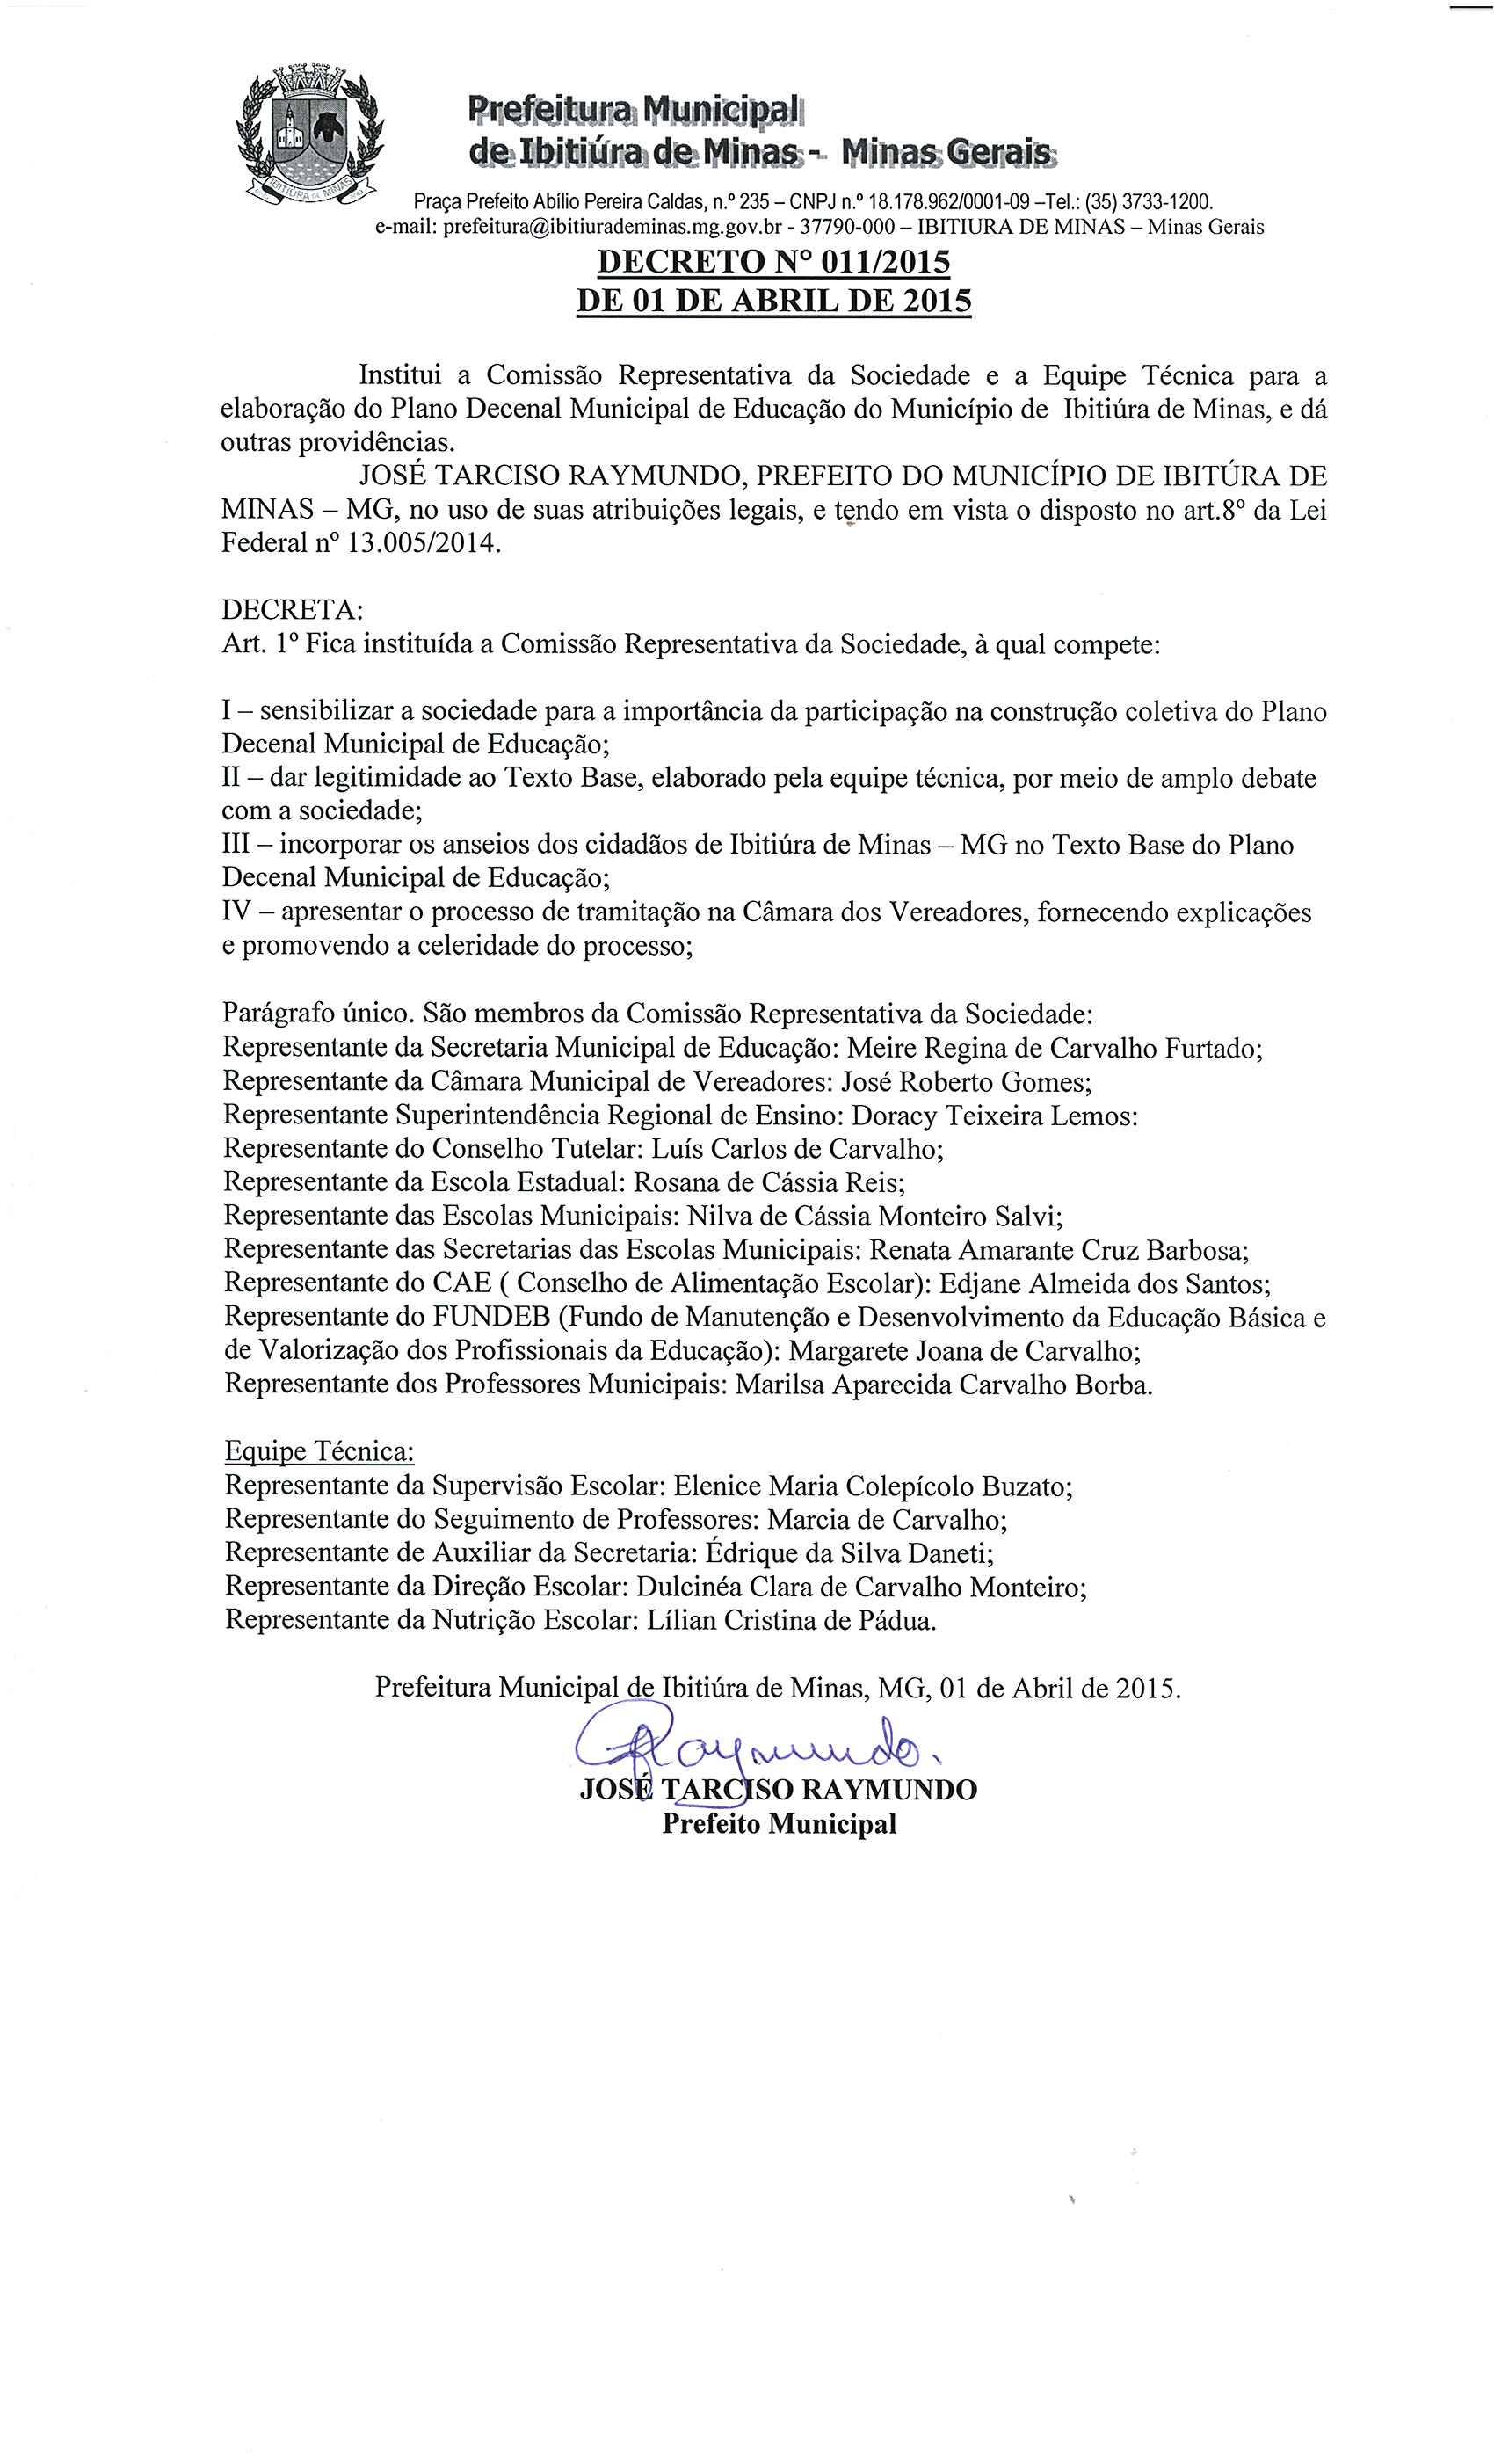 IBITIÚRA DE MINAS
Prefeitura Municipal
de Ibitiúra de Minas - Minas Gerais
Praça Prefeito Abílio Pereira Caldas, n.º 235 – CNPJ n.º 18.178.962/0001-09 –Tel.: (35) 3733-1200.
e-mail: prefeitura@ibitiurademinas.mg.gov.br - 37790-000 – IBITIURA DE MINAS – Minas Gerais
DECRETO Nº 011/2015
DE 01 DE ABRIL DE 2015
Institui a Comissão Representativa da Sociedade e a Equipe Técnica para a
elaboração do Plano Decenal Municipal de Educação do Município de Ibitiúra de Minas, e dá
outras providências.
JOSÉ TARCISO RAYMUNDO, PREFEITO DO MUNICÍPIO DE IBITÚRA DE
MINAS – MG, no uso de suas atribuições legais, e tendo em vista o disposto no art.8º da Lei
Federal nº 13.005/2014.
DECRETA:
Art. 1º Fica instituída a Comissão Representativa da Sociedade, à qual compete:
I – sensibilizar a sociedade para a importância da participação na construção coletiva do Plano
Decenal Municipal de Educação;
II – dar legitimidade ao Texto Base, elaborado pela equipe técnica, por meio de amplo debate
com a sociedade;
III – incorporar os anseios dos cidadãos de Ibitiúra de Minas – MG no Texto Base do Plano
Decenal Municipal de Educação;
IV – apresentar o processo de tramitação na Câmara dos Vereadores, fornecendo explicações
e promovendo a celeridade do processo;
Parágrafo único. São membros da Comissão Representativa da Sociedade:
Representante da Secretaria Municipal de Educação: Meire Regina de Carvalho Furtado;
Representante da Câmara Municipal de Vereadores: José Roberto Gomes;
Representante Superintendência Regional de Ensino: Doracy Teixeira Lemos:
Representante do Conselho Tutelar: Luís Carlos de Carvalho;
Representante da Escola Estadual: Rosana de Cássia Reis;
Representante das Escolas Municipais: Nilva de Cássia Monteiro Salvi;
Representante das Secretarias das Escolas Municipais: Renata Amarante Cruz Barbosa;
Representante do CAE ( Conselho de Alimentação Escolar): Edjane Almeida dos Santos;
Representante do FUNDEB (Fundo de Manutenção e Desenvolvimento da Educação Básica e
de Valorização dos Profissionais da Educação): Margarete Joana de Carvalho;
Representante dos Professores Municipais: Marilsa Aparecida Carvalho Borba.
Equipe Técnica:
Representante da Supervisão Escolar: Elenice Maria Colepícolo Buzato;
Representante do Seguimento de Professores: Marcia de Carvalho;
Representante de Auxiliar da Secretaria: Édrique da Silva Daneti;
Representante da Direção Escolar: Dulcinéa Clara de Carvalho Monteiro;
Representante da Nutrição Escolar: Lílian Cristina de Pádua.
Prefeitura Municipal de Ibitiúra de Minas, MG, 01 de Abril de 2015.
Raymundo.
JOSÉ TARCISO RAYMUNDO
Prefeito Municipal